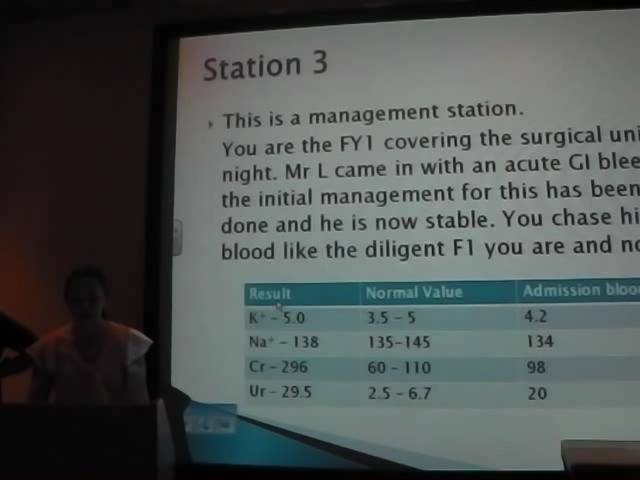 Station 3
This is a management station.
You are the FY1 covering the surgical uni
night. Mr L came in with an acute GI blee
the initial management for this has been
done and he is now stable. You chase hi
blood like the diligent F1 you are and no
Result Normal Value Admission bloo
K⁺ – 5.0 3.5 – 5 4.2
Na⁺ – 138 135–145 134
Cr – 296 60 – 110 98
Ur – 29.5 2.5 – 6.7 20